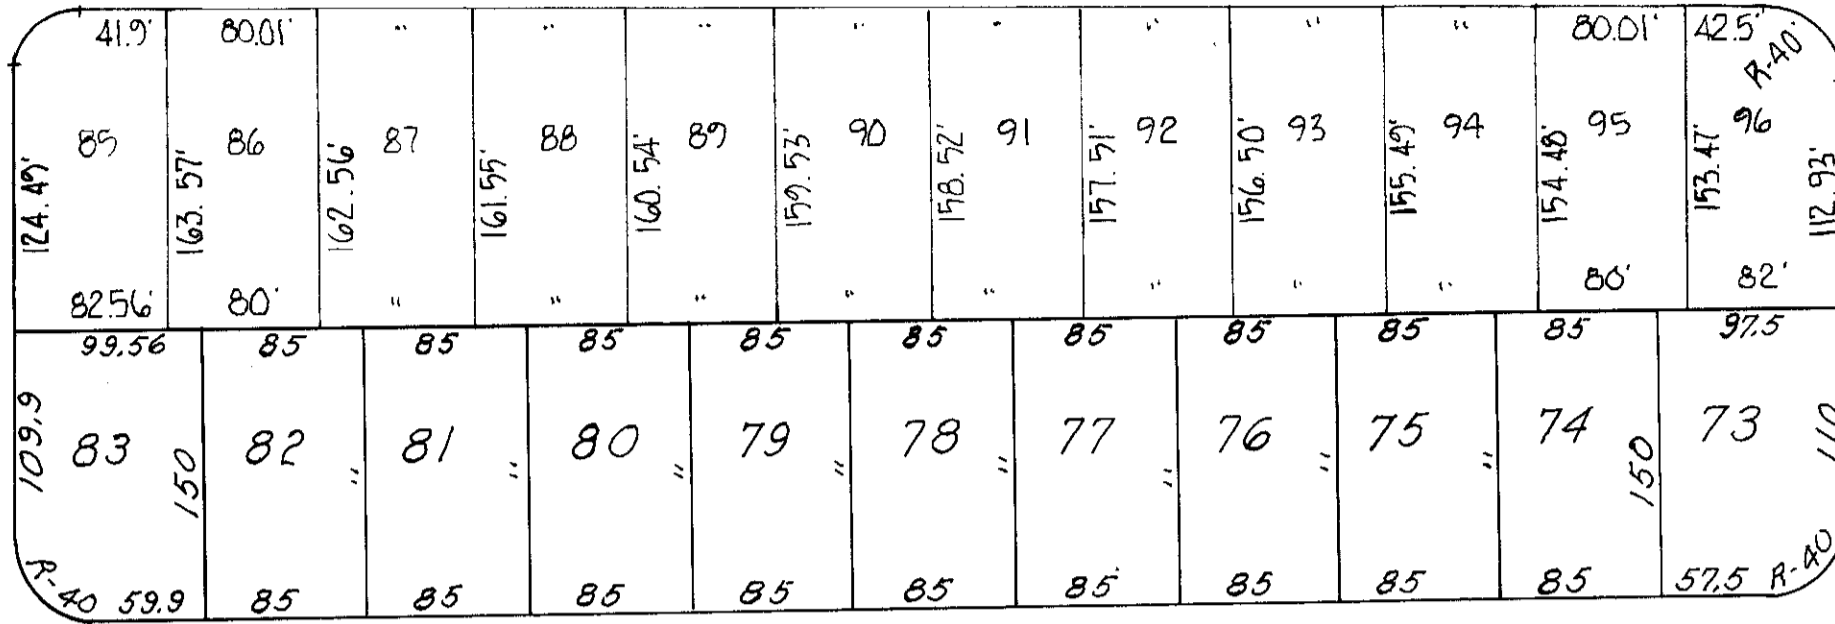 41.9' 80.01' " " " " " " " " 80.01' 42.5'
R-40'
85 86 87 88 89 90 91 92 93 94 95 96
124.49' 163.57' 162.56' 161.55' 160.54' 159.53' 158.52' 157.51' 156.50' 155.49' 154.48' 153.47' 112.93'
82.56' 80' " " " " " " " " 80' 82'
99.56 85 85 85 85 85 85 85 85 85 97.5
109.9 83 150 82 " 81 " 80 " 79 " 78 " 77 " 76 " 75 " 74 150 73 110
R-40 59.9 85 85 85 85 85 85 85 85 85 57.5 R-40